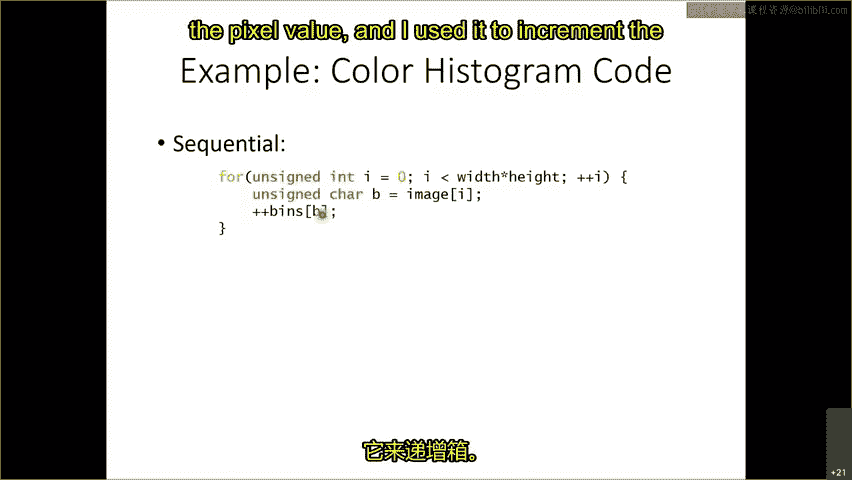 the pixel value, and I used it to increment the
Example: Color Histogram Code
• Sequential:
for(unsigned int i = 0; i < width*height; ++i) {
unsigned char b = image[i];
++bins[b];
}
它来递增箱。
+21